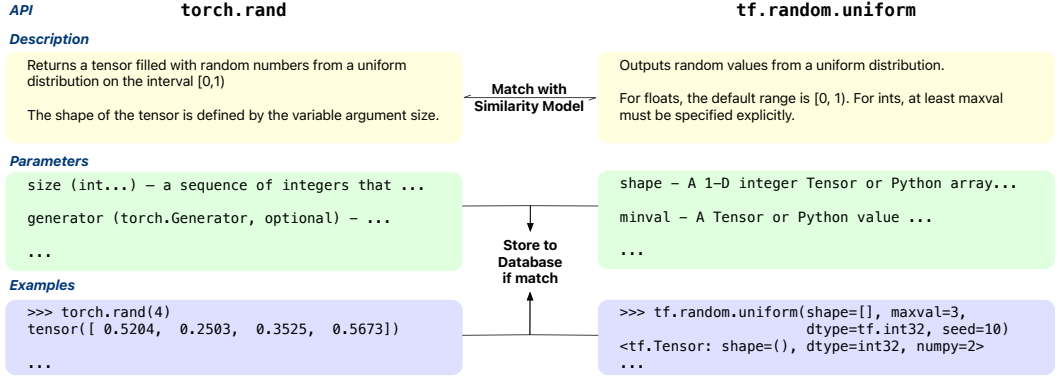 API
torch.rand
tf.random.uniform
Description
Returns a tensor filled with random numbers from a uniform
distribution on the interval [0,1)
The shape of the tensor is defined by the variable argument size.
Match with
Similarity Model
Outputs random values from a uniform distribution.
For floats, the default range is [0, 1). For ints, at least maxval
must be specified explicitly.
Parameters
size (int...) – a sequence of integers that ...
generator (torch.Generator, optional) – ...
...
shape – A 1-D integer Tensor or Python array...
minval – A Tensor or Python value ...
...
Store to
Database
if match
Examples
>>> torch.rand(4)
tensor([ 0.5204,  0.2503,  0.3525,  0.5673])
...
>>> tf.random.uniform(shape=[], maxval=3,
dtype=tf.int32, seed=10)
<tf.Tensor: shape=(), dtype=int32, numpy=2>
...